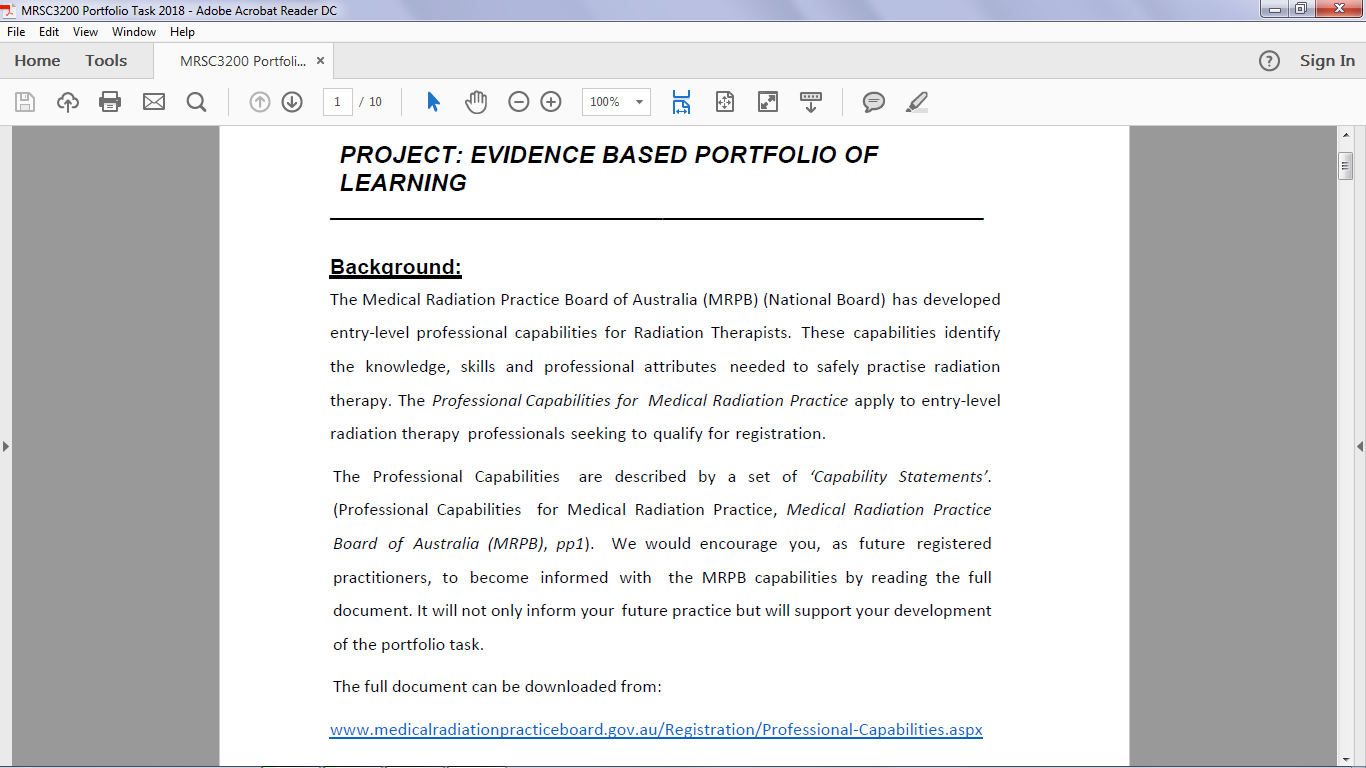 MRSC3200 Portfolio Task 2018 - Adobe Acrobat Reader DC
File Edit View Window Help
Home Tools MRSC3200 Portfoli... × Sign In
1 / 10 100%
PROJECT: EVIDENCE BASED PORTFOLIO OF
LEARNING
Background:
The Medical Radiation Practice Board of Australia (MRPB) (National Board) has developed
entry-level professional capabilities for Radiation Therapists. These capabilities identify
the knowledge, skills and professional attributes needed to safely practise radiation
therapy. The Professional Capabilities for Medical Radiation Practice apply to entry-level
radiation therapy professionals seeking to qualify for registration.
The Professional Capabilities are described by a set of ‘Capability Statements’.
(Professional Capabilities for Medical Radiation Practice, Medical Radiation Practice
Board of Australia (MRPB), pp1). We would encourage you, as future registered
practitioners, to become informed with the MRPB capabilities by reading the full
document. It will not only inform your future practice but will support your development
of the portfolio task.
The full document can be downloaded from:
www.medicalradiationpracticeboard.gov.au/Registration/Professional-Capabilities.aspx